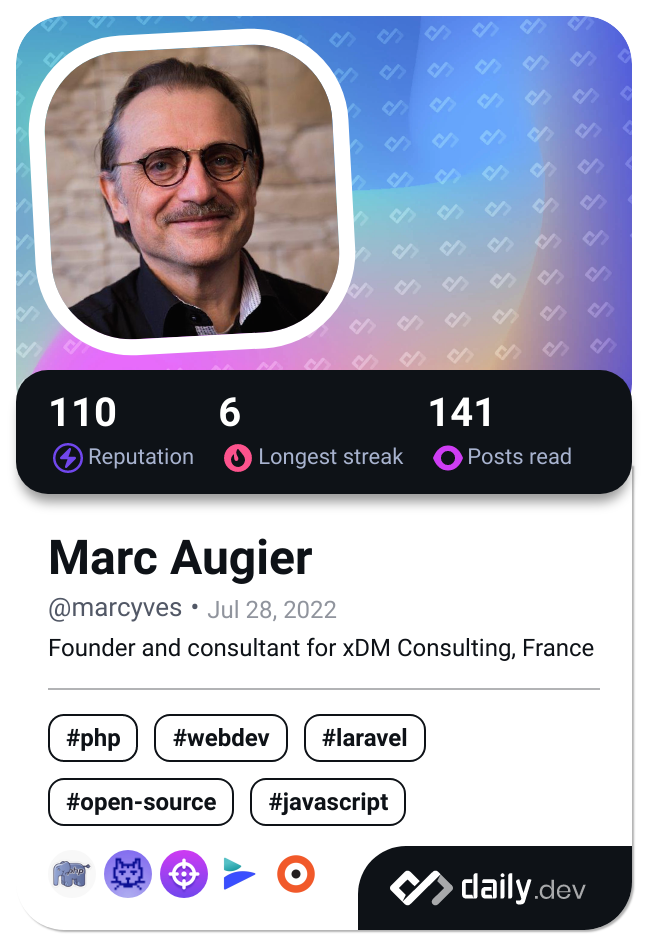 110 6 141
Reputation Longest streak Posts read
Marc Augier
@marcyves • Jul 28, 2022
Founder and consultant for xDM Consulting, France
#php #webdev #laravel
#open-source #javascript
php
daily.dev